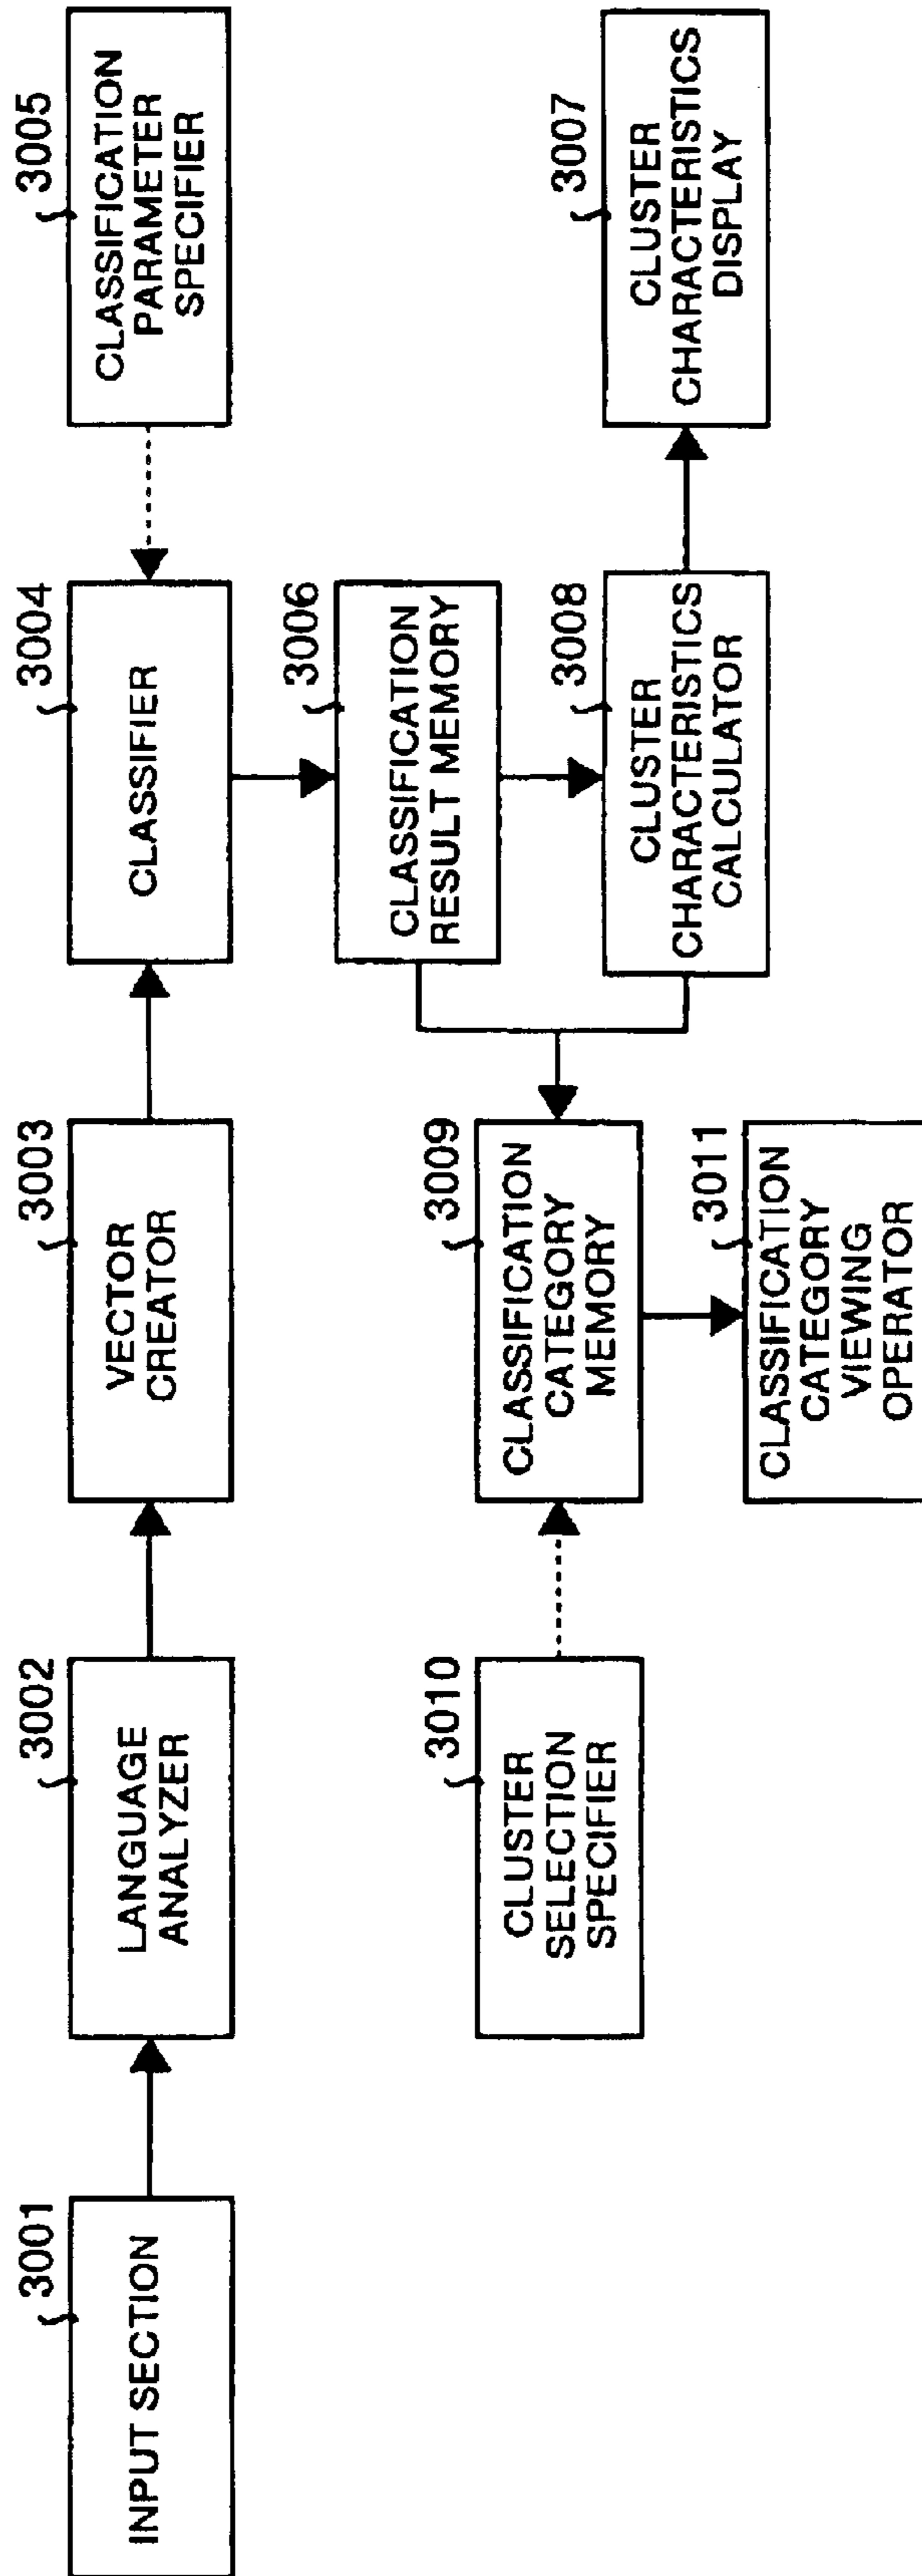 3001
INPUT SECTION
3002
LANGUAGE
ANALYZER
3003
VECTOR
CREATOR
3004
CLASSIFIER
3005
CLASSIFICATION
PARAMETER
SPECIFIER
3006
CLASSIFICATION
RESULT MEMORY
3010
CLUSTER
SELECTION
SPECIFIER
3009
CLASSIFICATION
CATEGORY
MEMORY
3008
CLUSTER
CHARACTERISTICS
CALCULATOR
3007
CLUSTER
CHARACTERISTICS
DISPLAY
3011
CLASSIFICATION
CATEGORY
VIEWING
OPERATOR